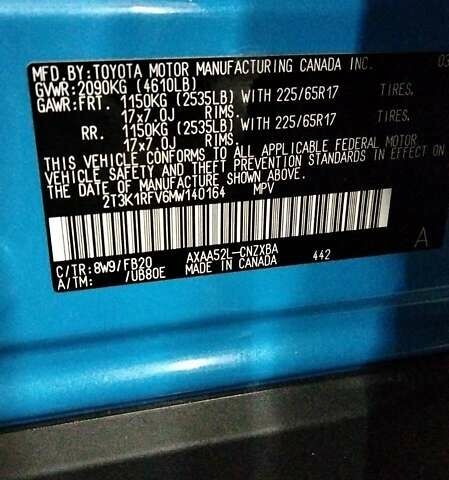 MFD.BY:TOYOTA MOTOR MANUFACTURING CANADA INC. 03
GVWR:2090KG (4610LB)
GAWR:FRT. 1150KG (2535LB) WITH 225/65R17 TIRES,
17x7.0J RIMS.
RR. 1150KG (2535LB) WITH 225/65R17 TIRES,
17x7.0J RIMS.
THIS VEHICLE CONFORMS TO ALL APPLICABLE FEDERAL MOTOR
VEHICLE SAFETY AND THEFT PREVENTION STANDARDS IN EFFECT ON
THE DATE OF MANUFACTURE SHOWN ABOVE.
2T3K1RFV6MW140164 MPV
C/TR:8W9/FB20 AXAA52L-CNZXBA 442 A
A/TM: /UB80E MADE IN CANADA